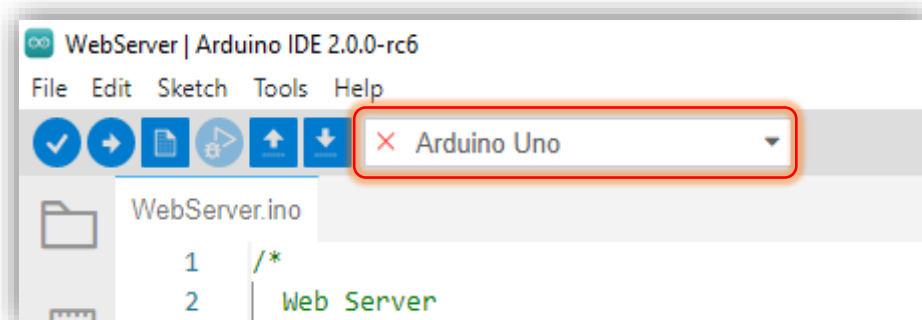 WebServer | Arduino IDE 2.0.0-rc6
File Edit Sketch Tools Help
Arduino Uno
WebServer.ino
1 /*
2 Web Server